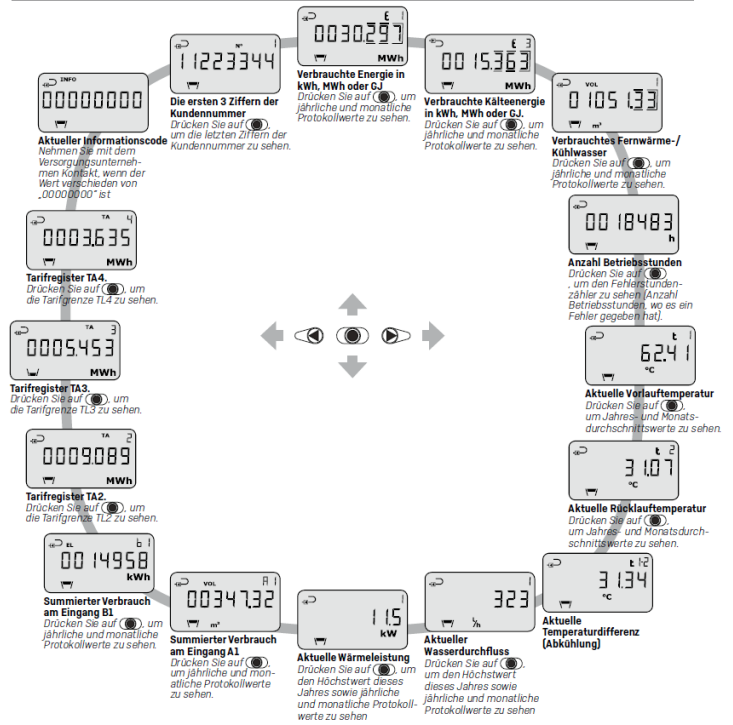 E 1
0030.297
MWh
Verbrauchte Energie in
kWh, MWh oder GJ
Drücken Sie auf , um
jährliche und monatliche
Protokollwerte zu sehen.
E 3
00 15.363
MWh
Verbrauchte Kälteenergie
in kWh, MWh oder GJ.
Drücken Sie auf , um
jährliche und monatliche
Protokollwerte zu sehen.
VOL 1
01051.33
m³
Verbrauchtes Fernwärme-/
Kühlwasser
Drücken Sie auf , um
jährliche und monatliche
Protokollwerte zu sehen.
0018483
h
Anzahl Betriebsstunden
Drücken Sie auf
, um den Fehlerstunden-
zähler zu sehen (Anzahl
Betriebsstunden, wo es ein
Fehler gegeben hat).
t 1
62.41
°C
Aktuelle Vorlauftemperatur
Drücken Sie auf ,
um Jahres- und Monats-
durchschnittswerte zu sehen.
t 2
31.07
°C
Aktuelle Rücklauftemperatur
Drücken Sie auf ,
um Jahres- und Monatsdurch-
schnittswerte zu sehen.
t 1-2
31.34
°C
Aktuelle
Temperaturdifferenz
(Abkühlung)
1
323
l/h
Aktueller
Wasserdurchfluss
Drücken Sie auf ,
um den Höchstwert
dieses Jahres sowie
jährliche und monatliche
Protokollwerte zu sehen
1
11.5
kW
Aktuelle Wärmeleistung
Drücken Sie auf , um
den Höchstwert dieses
Jahres sowie jährliche
und monatliche Protokoll-
werte zu sehen
VOL A1
00347.32
m³
Summierter Verbrauch
am Eingang A1
Drücken Sie auf ,
um jährliche und mon-
atliche Protokollwerte
zu sehen.
EL b1
0014958
kWh
Summierter Verbrauch
am Eingang B1
Drücken Sie auf , um
jährliche und monatliche
Protokollwerte zu sehen.
TA 2
0009.089
MWh
Tarifregister TA2.
Drücken Sie auf , um
die Tarifgrenze TL2 zu sehen.
TA 3
0005.453
MWh
Tarifregister TA3.
Drücken Sie auf , um
die Tarifgrenze TL3 zu sehen.
TA 4
0003.635
MWh
Tarifregister TA4.
Drücken Sie auf , um
die Tarifgrenze TL4 zu sehen.
INFO
00000000
Aktueller Informationscode
Nehmen Sie mit dem
Versorgungsunterneh-
men Kontakt, wenn der
Wert verschieden von
„00000000" ist
N° 1
11223344
Die ersten 3 Ziffern der
Kundennummer
Drücken Sie auf ,
um die letzten Ziffern der
Kundennummer zu sehen.